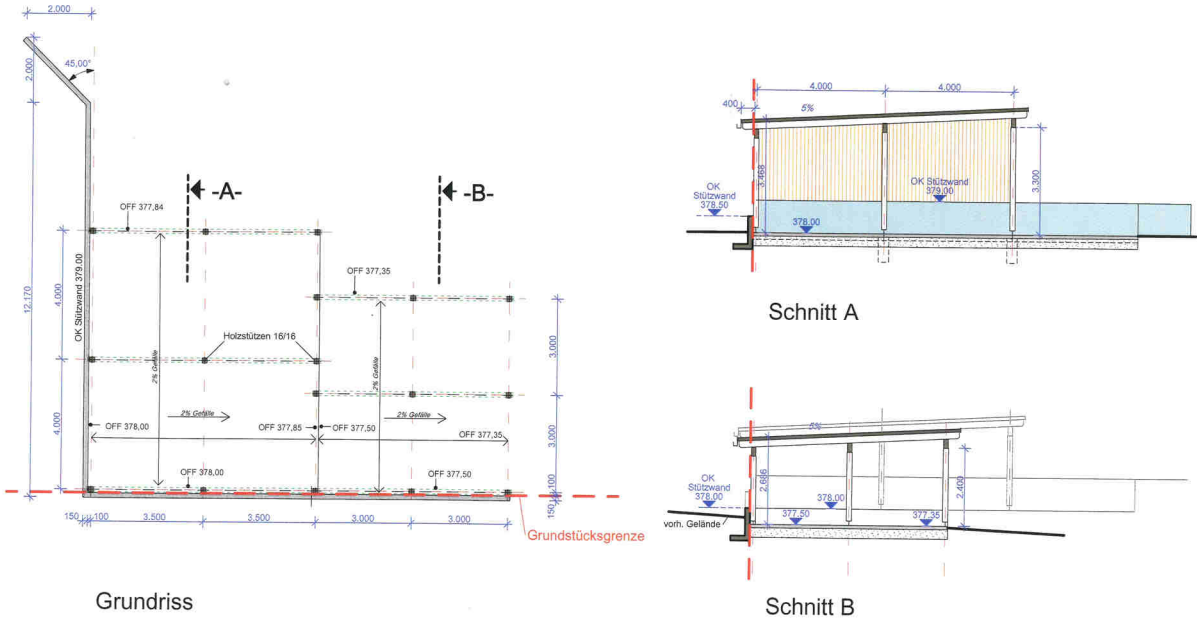 2.000
45,00°
2.000
-A-
-B-
OFF 377,84
OFF 377,35
OK Stützwand 379.00
12.170
4.000
4.000
2% Gefälle
Holzstützen 16/16
2% Gefälle
3.000
3.000
2% Gefälle
2% Gefälle
OFF 378,00
OFF 377,85
OFF 377,50
OFF 377,35
OFF 378,00
OFF 377,50
100
150
150
100
3.500
3.500
3.000
3.000
Grundstücksgrenze
Grundriss
4.000
4.000
400
5%
OK
Stützwand
378.50
3.468
OK Stützwand
379.00
3.300
378.00
Schnitt A
5%
OK
Stützwand
378.00
2.686
2.400
vorh. Gelände
378.00
377.50
377.35
Schnitt B